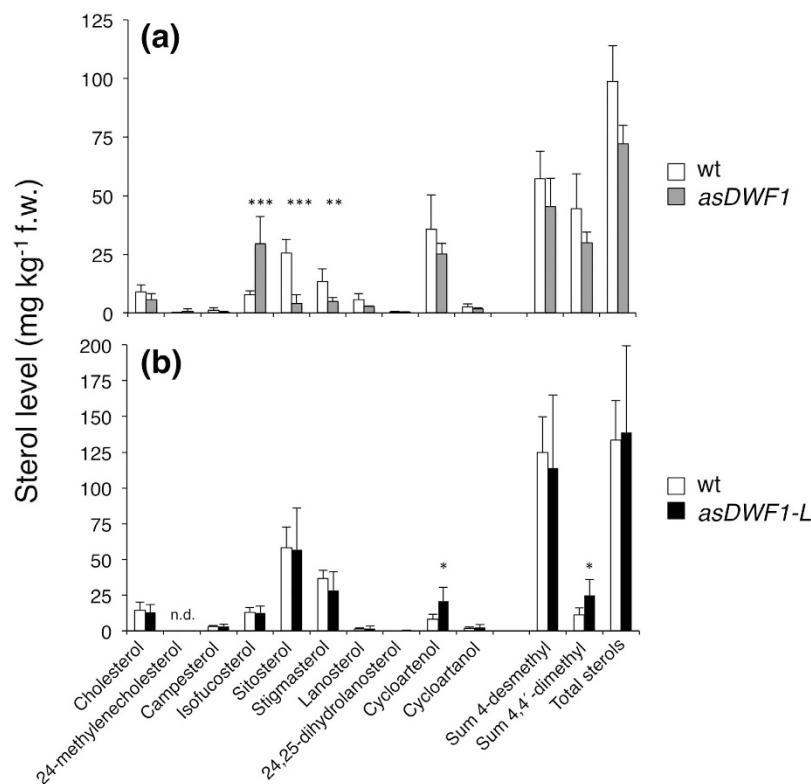 Sterol level (mg kg⁻¹ f.w.)
(a)
125
100
75
50
25
0
*** *** **
wt
asDWF1
(b)
200
175
150
125
100
75
50
25
0
n.d.
*
*
wt
asDWF1-L
Cholesterol
24-methylenecholesterol
Campesterol
Isofucosterol
Sitosterol
Stigmasterol
Lanosterol
24,25-dihydrolanosterol
Cycloartenol
Cycloartanol
Sum 4-desmethyl
Sum 4,4´-dimethyl
Total sterols